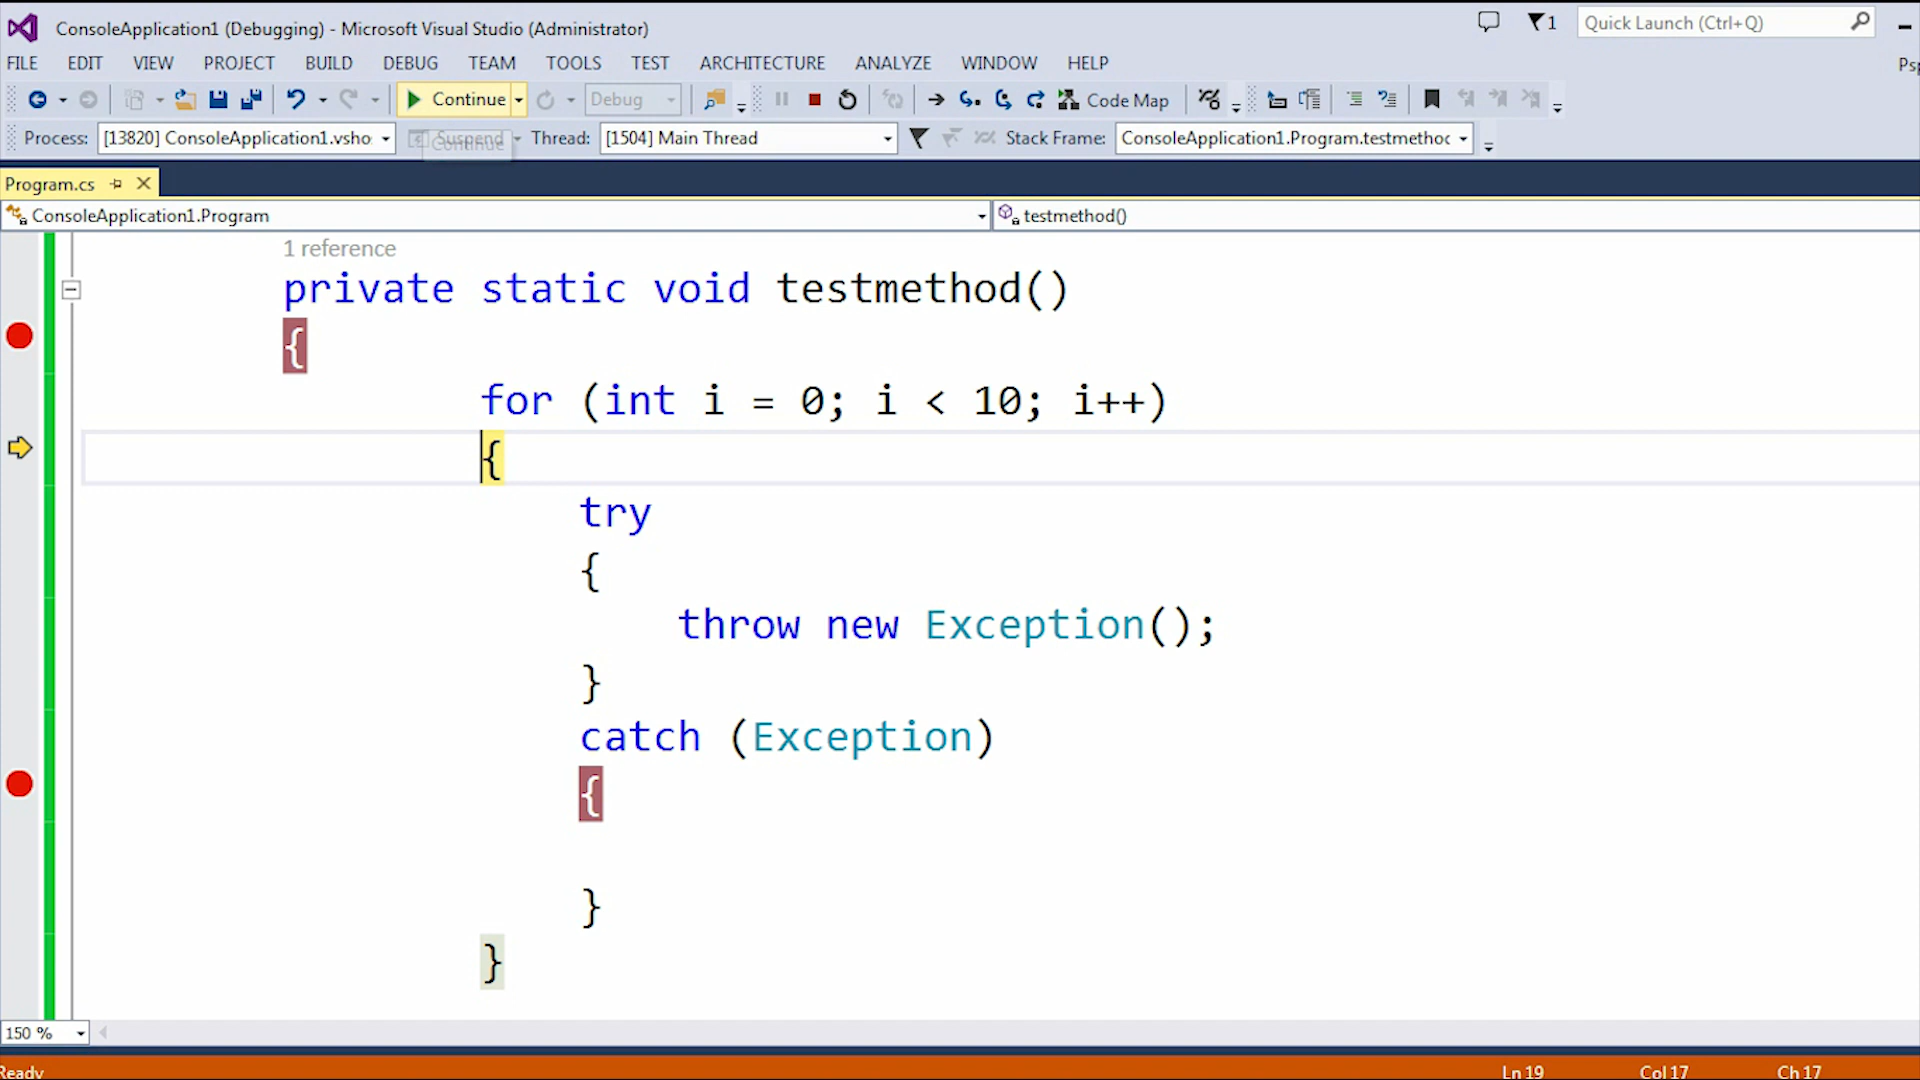 ConsoleApplication1 (Debugging) - Microsoft Visual Studio (Administrator)
1
Quick Launch (Ctrl+Q)
FILE EDIT VIEW PROJECT BUILD DEBUG TEAM TOOLS TEST ARCHITECTURE ANALYZE WINDOW HELP
Continue Debug Code Map
Process: [13820] ConsoleApplication1.vsho Suspend Continue Thread: [1504] Main Thread Stack Frame: ConsoleApplication1.Program.testmethoc
Program.cs
ConsoleApplication1.Program testmethod()
1 reference
private static void testmethod()
{
for (int i = 0; i < 10; i++)
{
try
{
throw new Exception();
}
catch (Exception)
{
}
}
150 %
Ready Ln 19 Col 17 Ch 17